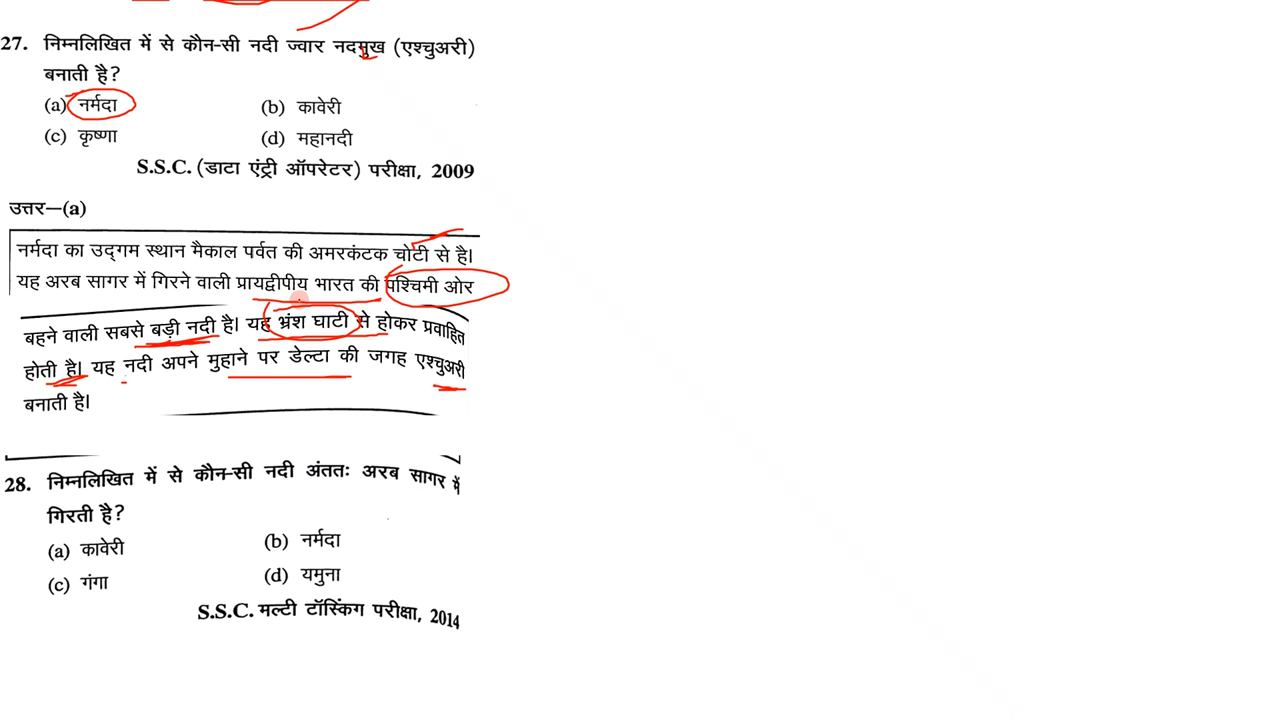 27. निम्नलिखित में से कौन-सी नदी ज्वार नदमुख (एश्चुअरी)
बनाती है?
(a) नर्मदा (b) कावेरी
(c) कृष्णा (d) महानदी
S.S.C. (डाटा एंट्री ऑपरेटर) परीक्षा, 2009
उत्तर—(a)
नर्मदा का उद्गम स्थान मैकाल पर्वत की अमरकंटक चोटी से है।
यह अरब सागर में गिरने वाली प्रायद्वीपीय भारत की पश्चिमी ओर
बहने वाली सबसे बड़ी नदी है। यह भ्रंश घाटी से होकर प्रवाहित
होती है। यह नदी अपने मुहाने पर डेल्टा की जगह एश्चुअरी
बनाती है।
28. निम्नलिखित में से कौन-सी नदी अंततः अरब सागर में
गिरती है?
(a) कावेरी (b) नर्मदा
(c) गंगा (d) यमुना
S.S.C. मल्टी टॉस्किंग परीक्षा, 2014